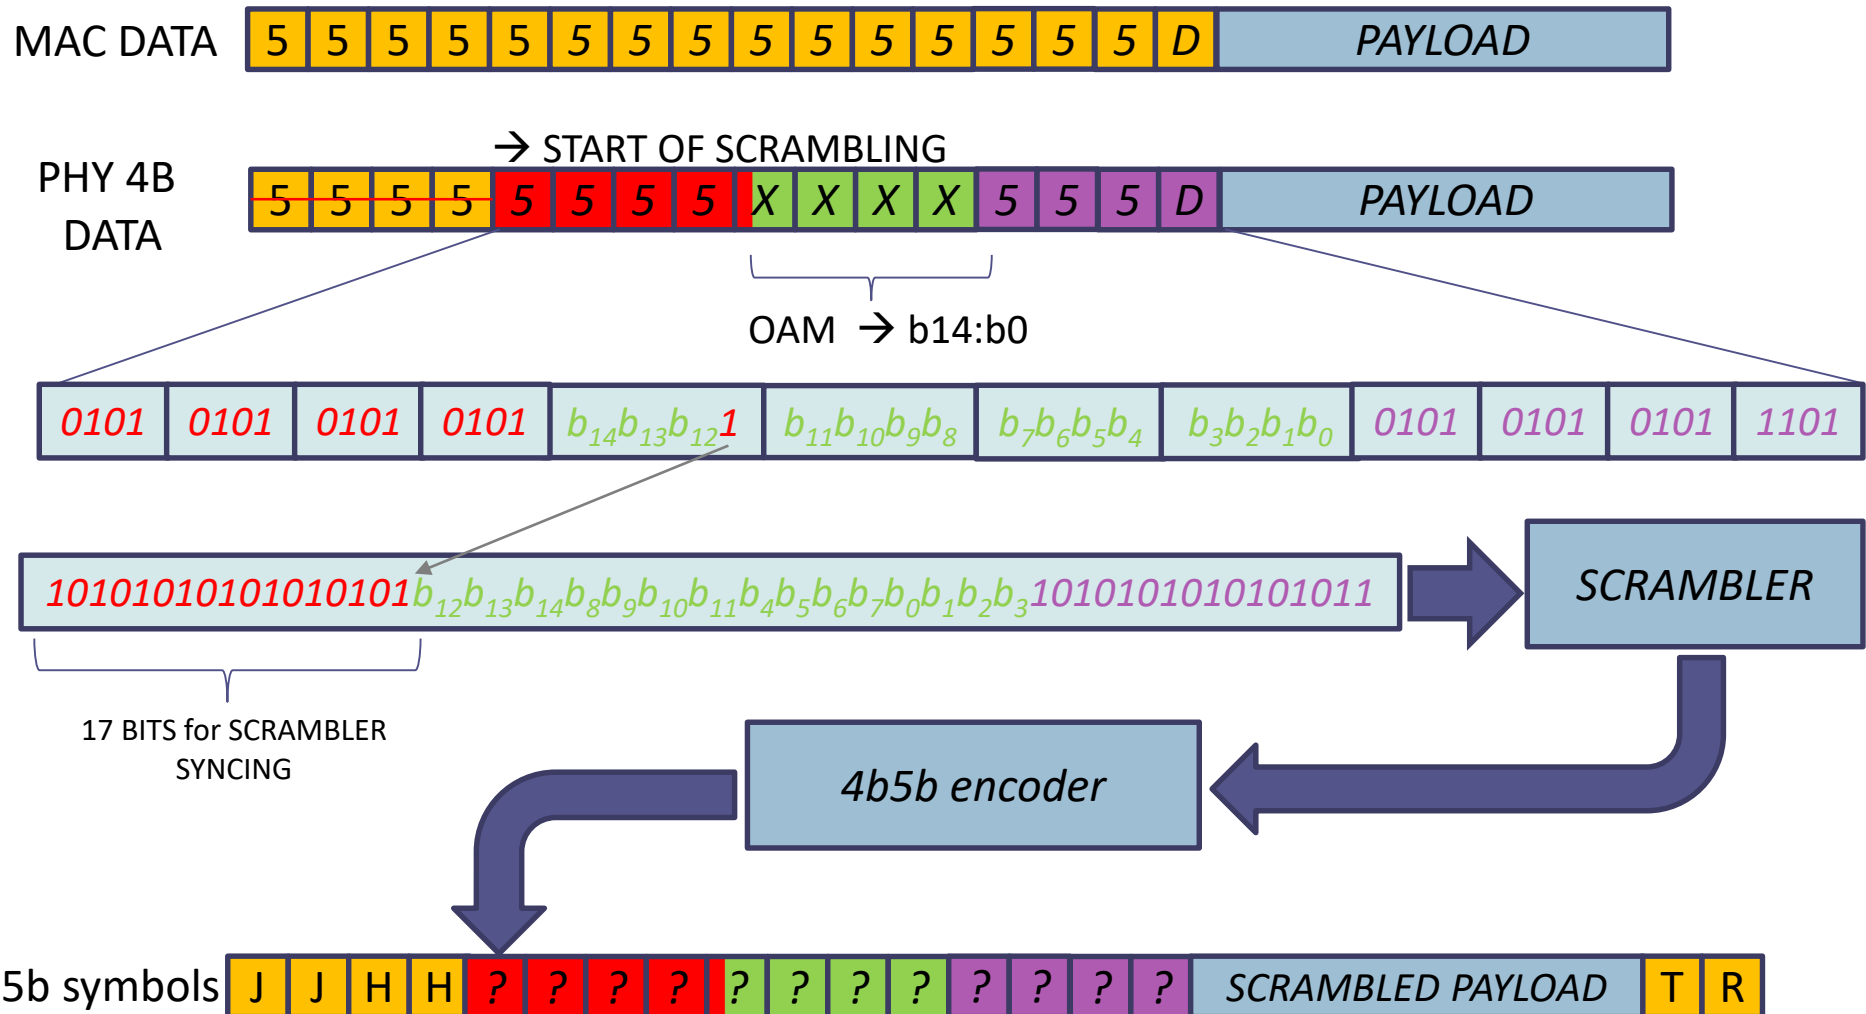 MAC DATA 5 5 5 5 5 5 5 5 5 5 5 5 5 5 5 D PAYLOAD
→ START OF SCRAMBLING
PHY 4B
DATA
5 5 5 5 5 5 5 5 X X X X 5 5 5 D PAYLOAD
OAM → b14:b0
0101 0101 0101 0101 b₁₄b₁₃b₁₂1 b₁₁b₁₀b₉b₈ b₇b₆b₅b₄ b₃b₂b₁b₀ 0101 0101 0101 1101
10101010101010101b₁₂b₁₃b₁₄b₈b₉b₁₀b₁₁b₄b₅b₆b₇b₀b₁b₂b₃1010101010101011
SCRAMBLER
17 BITS for SCRAMBLER
SYNCING
4b5b encoder
5b symbols J J H H ? ? ? ? ? ? ? ? ? ? ? ? SCRAMBLED PAYLOAD T R